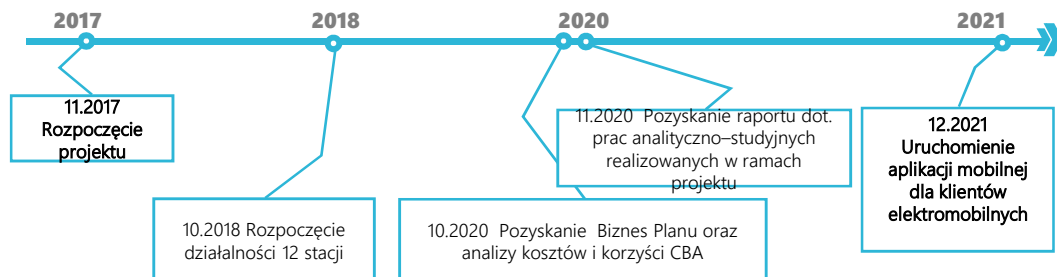 2017
2018
2020
2021
11.2017
Rozpoczęcie
projektu
10.2018 Rozpoczęcie
działalności 12 stacji
10.2020  Pozyskanie  Biznes Planu oraz
analizy kosztów i korzyści CBA
11.2020  Pozyskanie raportu dot.
prac analityczno–studyjnych
realizowanych w ramach
projektu
12.2021
Uruchomienie
aplikacji mobilnej
dla klientów
elektromobilnych